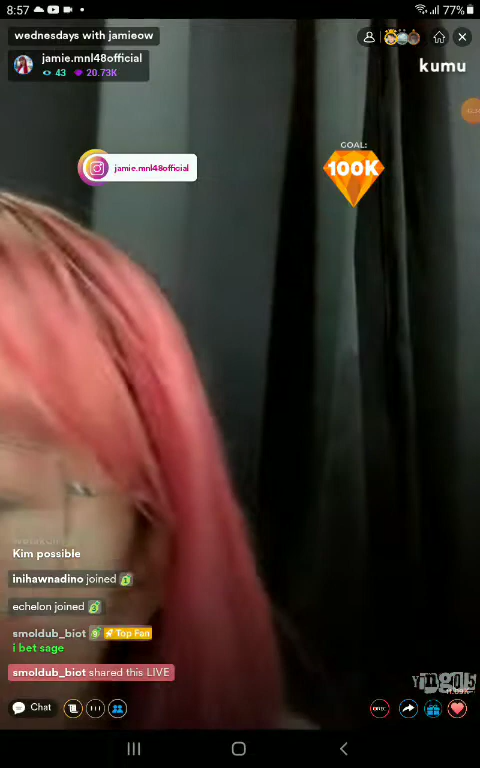 8:57
77%
wednesdays with jamieow
jamie.mnl48official
43 20.73K
kumu
GOAL:
100K
jamie.mnl48official
Kim possible
inihawnadino joined
echelon joined
smoldub_biot 9 Top Fan
i bet sage
smoldub_biot shared this LIVE
Chat